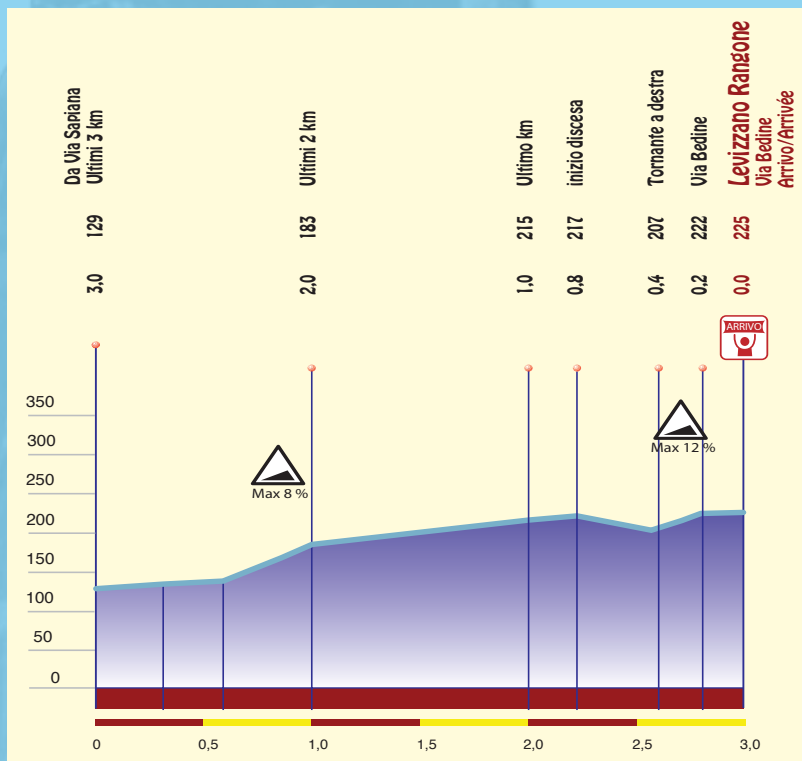 Da Via Sapiana
Ultimi 3 km
129
3.0
Ultimi 2 km
183
2,0
Ultimo km
215
1,0
inizio discesa
217
0,8
Tornante a destra
207
0,4
Via Bedine
222
0,2
Levizzano Rangone
Via Bedine
Arrivo/Arrivée
225
0,0
ARRIVO
350
300
250
200
150
100
50
0
Max 8 %
Max 12 %
0
0,5
1,0
1,5
2,0
2,5
3,0